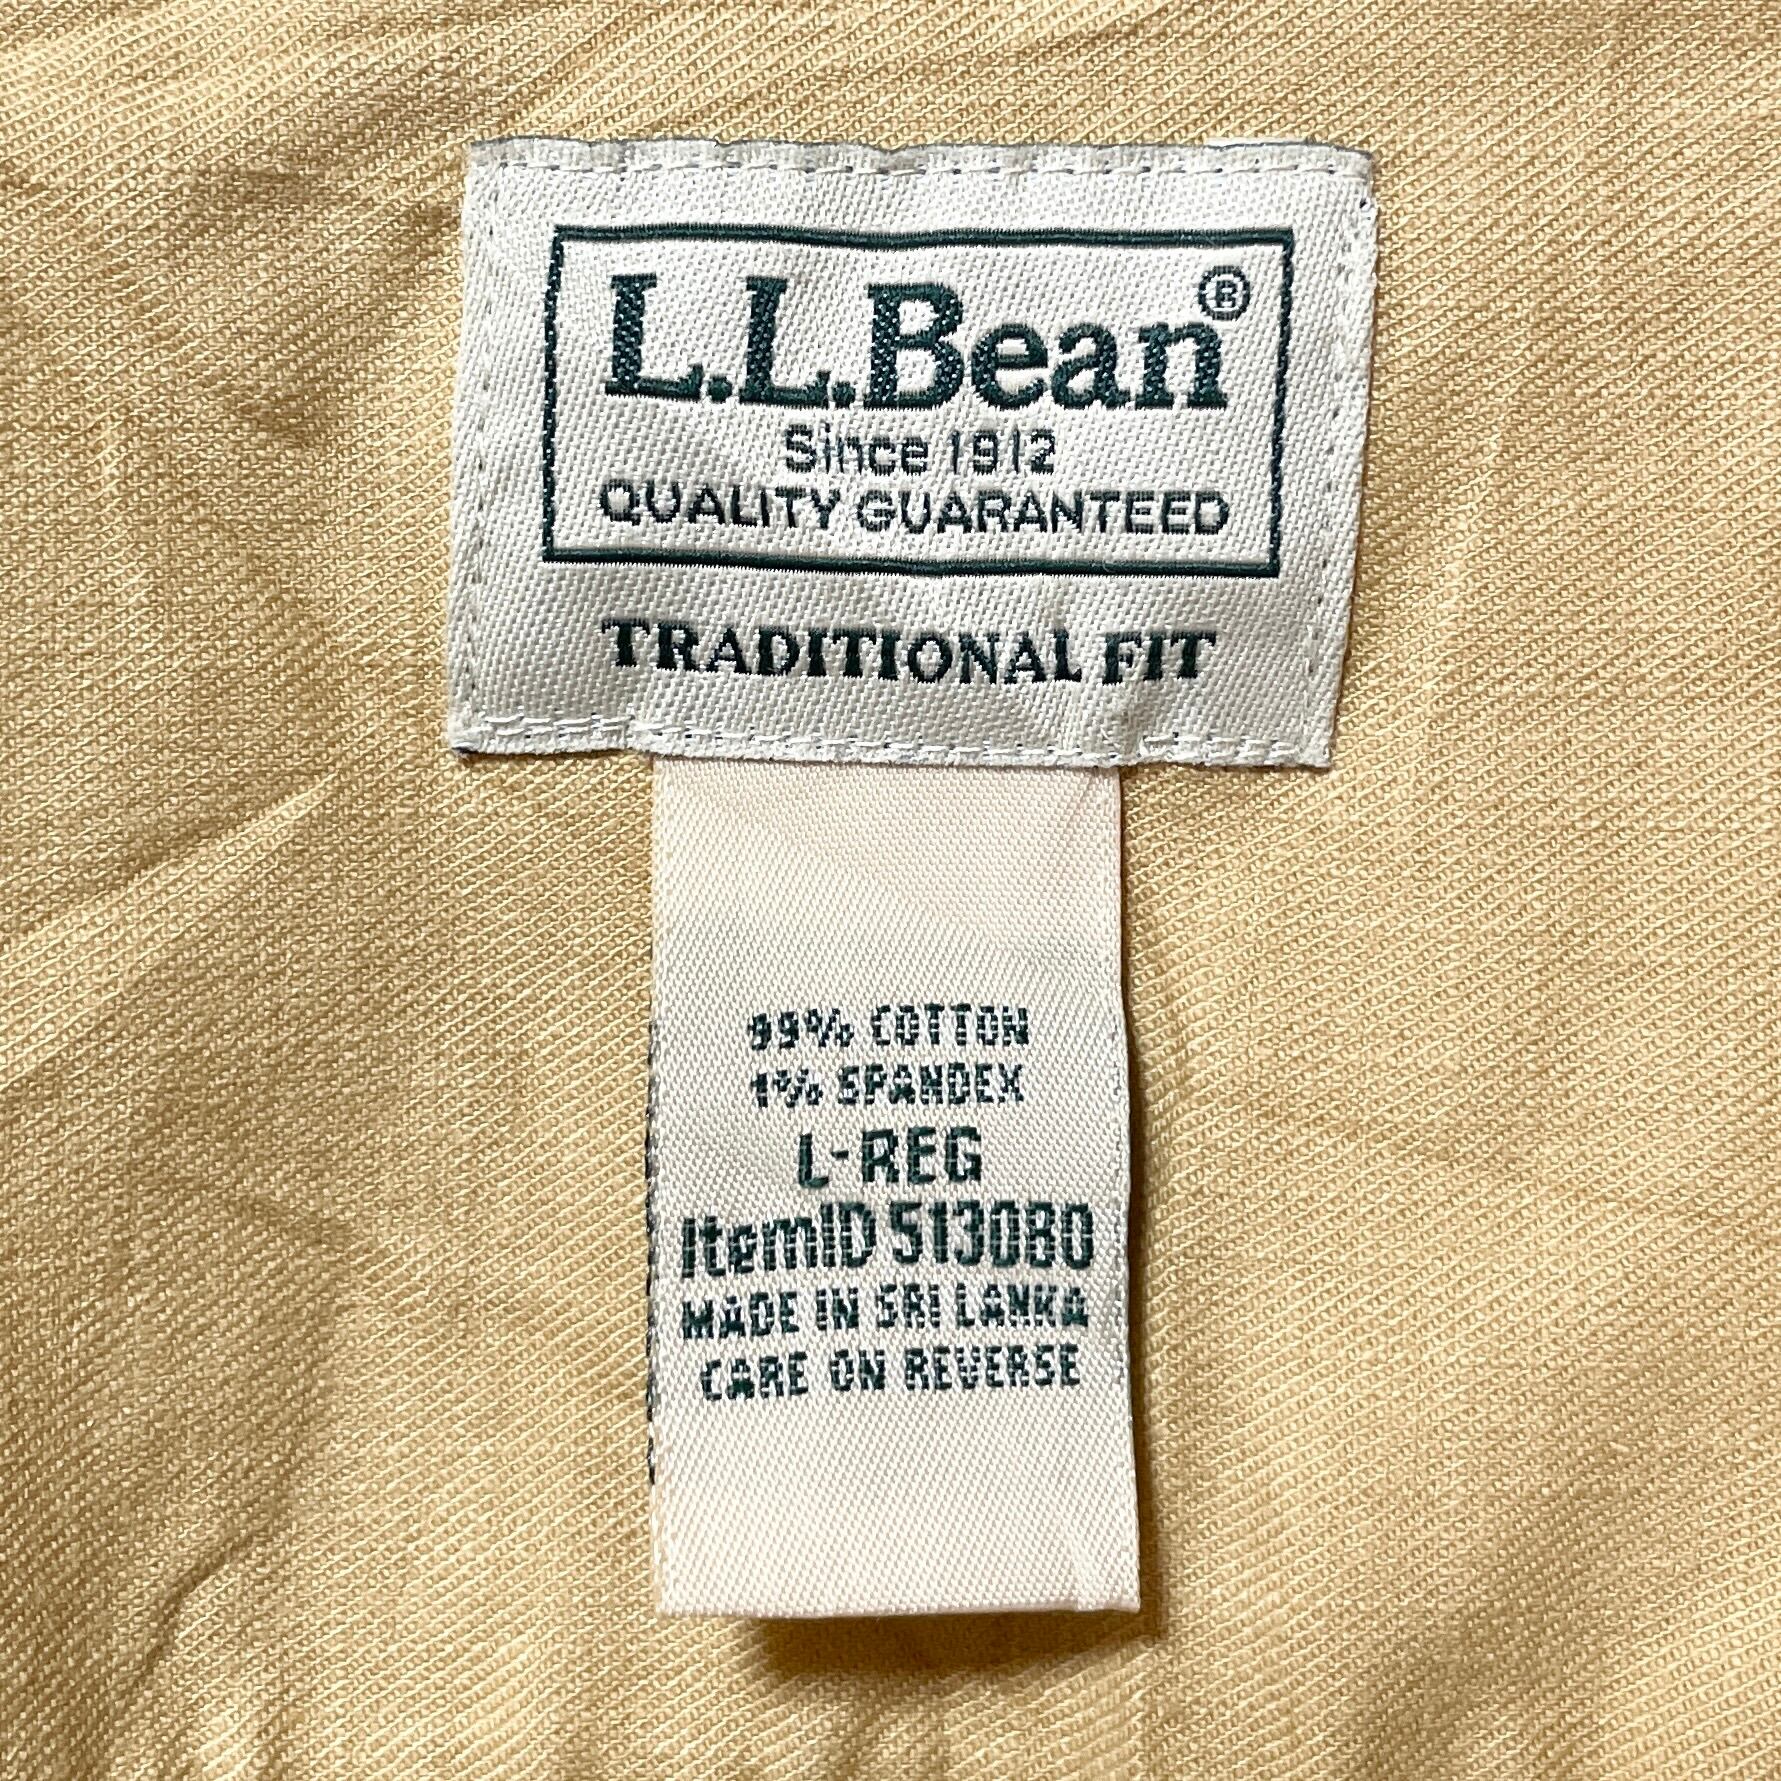 L.L.Bean®
Since 1912
QUALITY GUARANTEED
TRADITIONAL FIT
99% COTTON
1% SPANDEX
L-REG
ItemID 513080
MADE IN SRI LANKA
CARE ON REVERSE